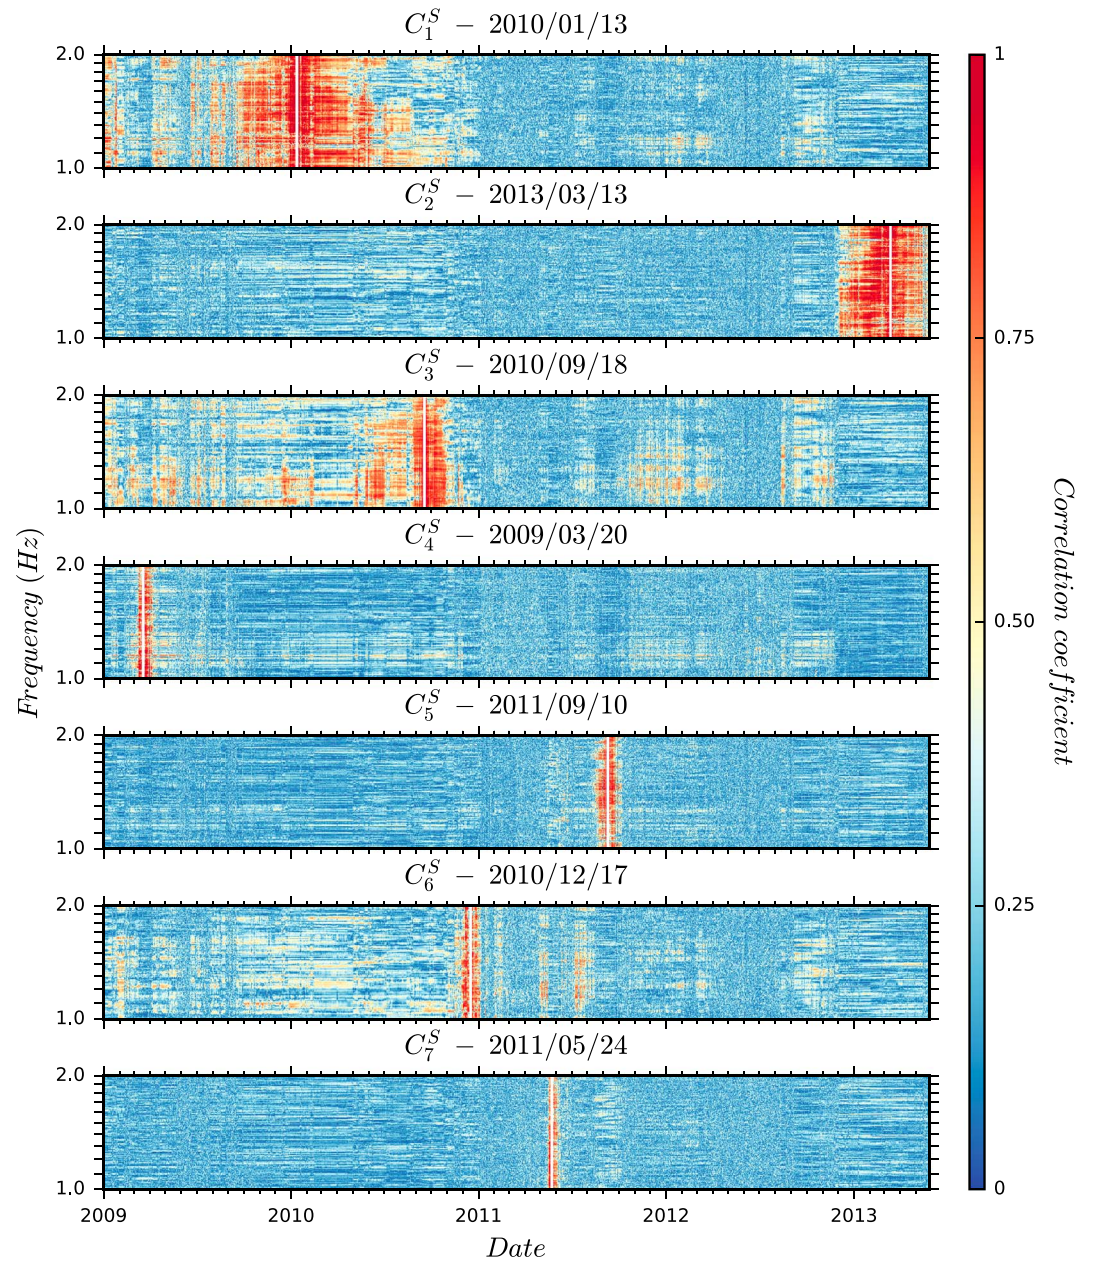 C_1^S − 2010/01/13
2.0
1.0
C_2^S − 2013/03/13
2.0
1.0
C_3^S − 2010/09/18
2.0
1.0
C_4^S − 2009/03/20
2.0
1.0
C_5^S − 2011/09/10
2.0
1.0
C_6^S − 2010/12/17
2.0
1.0
C_7^S − 2011/05/24
2.0
1.0
2009 2010 2011 2012 2013
Date
Frequency (Hz)
1
0.75
0.50
0.25
0
Correlation coefficient